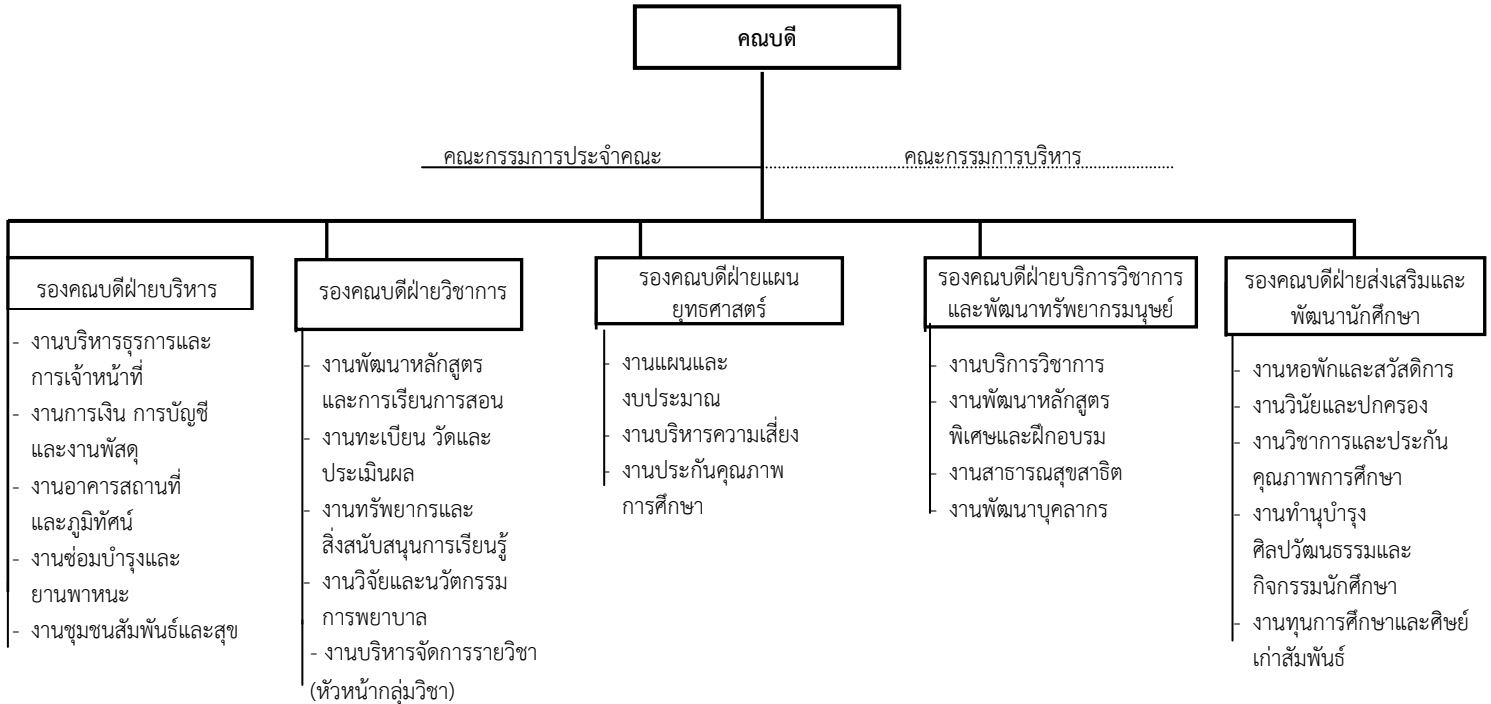 คณบดี
คณะกรรมการประจำคณะ
คณะกรรมการบริหาร
รองคณบดีฝ่ายบริหาร
- งานบริหารธุรการและ
การเจ้าหน้าที่
- งานการเงิน การบัญชี
และงานพัสดุ
- งานอาคารสถานที่
และภูมิทัศน์
- งานซ่อมบำรุงและ
ยานพาหนะ
- งานชุมชนสัมพันธ์และสุข
รองคณบดีฝ่ายวิชาการ
- งานพัฒนาหลักสูตร
และการเรียนการสอน
- งานทะเบียน วัดและ
ประเมินผล
- งานทรัพยากรและ
สิ่งสนับสนุนการเรียนรู้
- งานวิจัยและนวัตกรรม
การพยาบาล
- งานบริหารจัดการรายวิชา
(หัวหน้ากลุ่มวิชา)
รองคณบดีฝ่ายแผน
ยุทธศาสตร์
- งานแผนและ
งบประมาณ
- งานบริหารความเสี่ยง
- งานประกันคุณภาพ
การศึกษา
รองคณบดีฝ่ายบริการวิชาการ
และพัฒนาทรัพยากรมนุษย์
- งานบริการวิชาการ
- งานพัฒนาหลักสูตร
พิเศษและฝึกอบรม
- งานสาธารณสุขสาธิต
- งานพัฒนาบุคลากร
รองคณบดีฝ่ายส่งเสริมและ
พัฒนานักศึกษา
- งานหอพักและสวัสดิการ
- งานวินัยและปกครอง
- งานวิชาการและประกัน
คุณภาพการศึกษา
- งานทำนุบำรุง
ศิลปวัฒนธรรมและ
กิจกรรมนักศึกษา
- งานทุนการศึกษาและศิษย์
เก่าสัมพันธ์